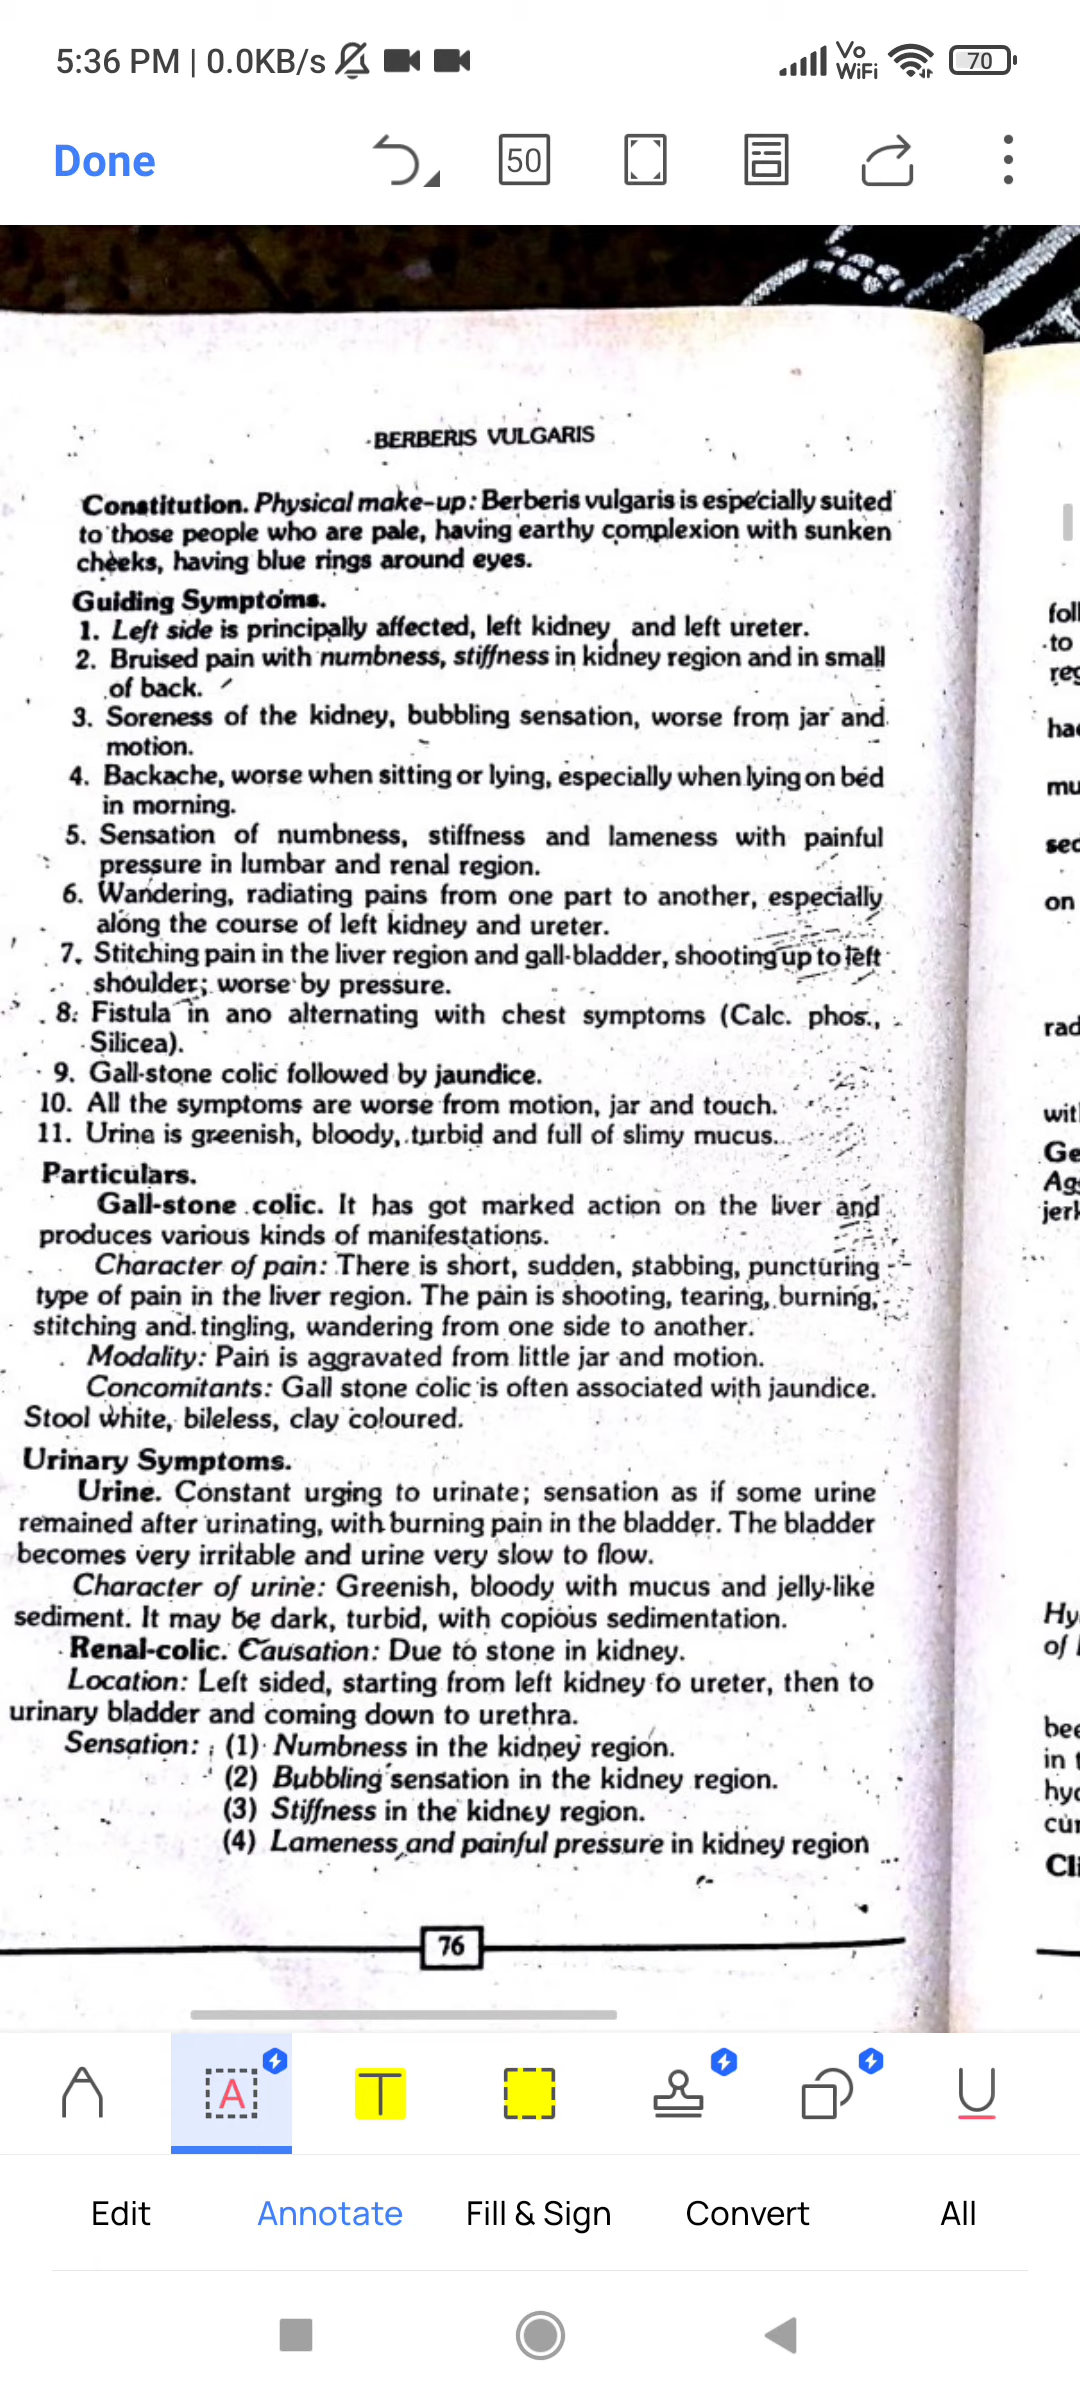 5:36 PM | 0.0KB/s
Vo
WiFi
70
Done
50
BERBERIS VULGARIS
Constitution. Physical make-up: Berberis vulgaris is especially suited
to those people who are pale, having earthy complexion with sunken
cheeks, having blue rings around eyes.
Guiding Symptoms.
1. Left side is principally affected, left kidney and left ureter.
2. Bruised pain with numbness, stiffness in kidney region and in small
of back.
3. Soreness of the kidney, bubbling sensation, worse from jar and
motion.
4. Backache, worse when sitting or lying, especially when lying on bed
in morning.
5. Sensation of numbness, stiffness and lameness with painful
pressure in lumbar and renal region.
6. Wandering, radiating pains from one part to another, especially
along the course of left kidney and ureter.
7. Stitching pain in the liver region and gall-bladder, shooting up to left
shoulder; worse by pressure.
8. Fistula in ano alternating with chest symptoms (Calc. phos.,
Silicea).
9. Gall-stone colic followed by jaundice.
10. All the symptoms are worse from motion, jar and touch.
11. Urine is greenish, bloody, turbid and full of slimy mucus.
Particulars.
Gall-stone colic. It has got marked action on the liver and
produces various kinds of manifestations.
Character of pain: There is short, sudden, stabbing, puncturing
type of pain in the liver region. The pain is shooting, tearing, burning,
stitching and tingling, wandering from one side to another.
Modality: Pain is aggravated from little jar and motion.
Concomitants: Gall stone colic is often associated with jaundice.
Stool white, bileless, clay coloured.
Urinary Symptoms.
Urine. Constant urging to urinate; sensation as if some urine
remained after urinating, with burning pain in the bladder. The bladder
becomes very irritable and urine very slow to flow.
Character of urine: Greenish, bloody with mucus and jelly-like
sediment. It may be dark, turbid, with copious sedimentation.
Renal-colic. Causation: Due to stone in kidney.
Location: Left sided, starting from left kidney to ureter, then to
urinary bladder and coming down to urethra.
Sensation: (1) Numbness in the kidney region.
(2) Bubbling sensation in the kidney region.
(3) Stiffness in the kidney region.
(4) Lameness and painful pressure in kidney region
76
to
on
of
in
Edit
Annotate
Fill & Sign
Convert
All